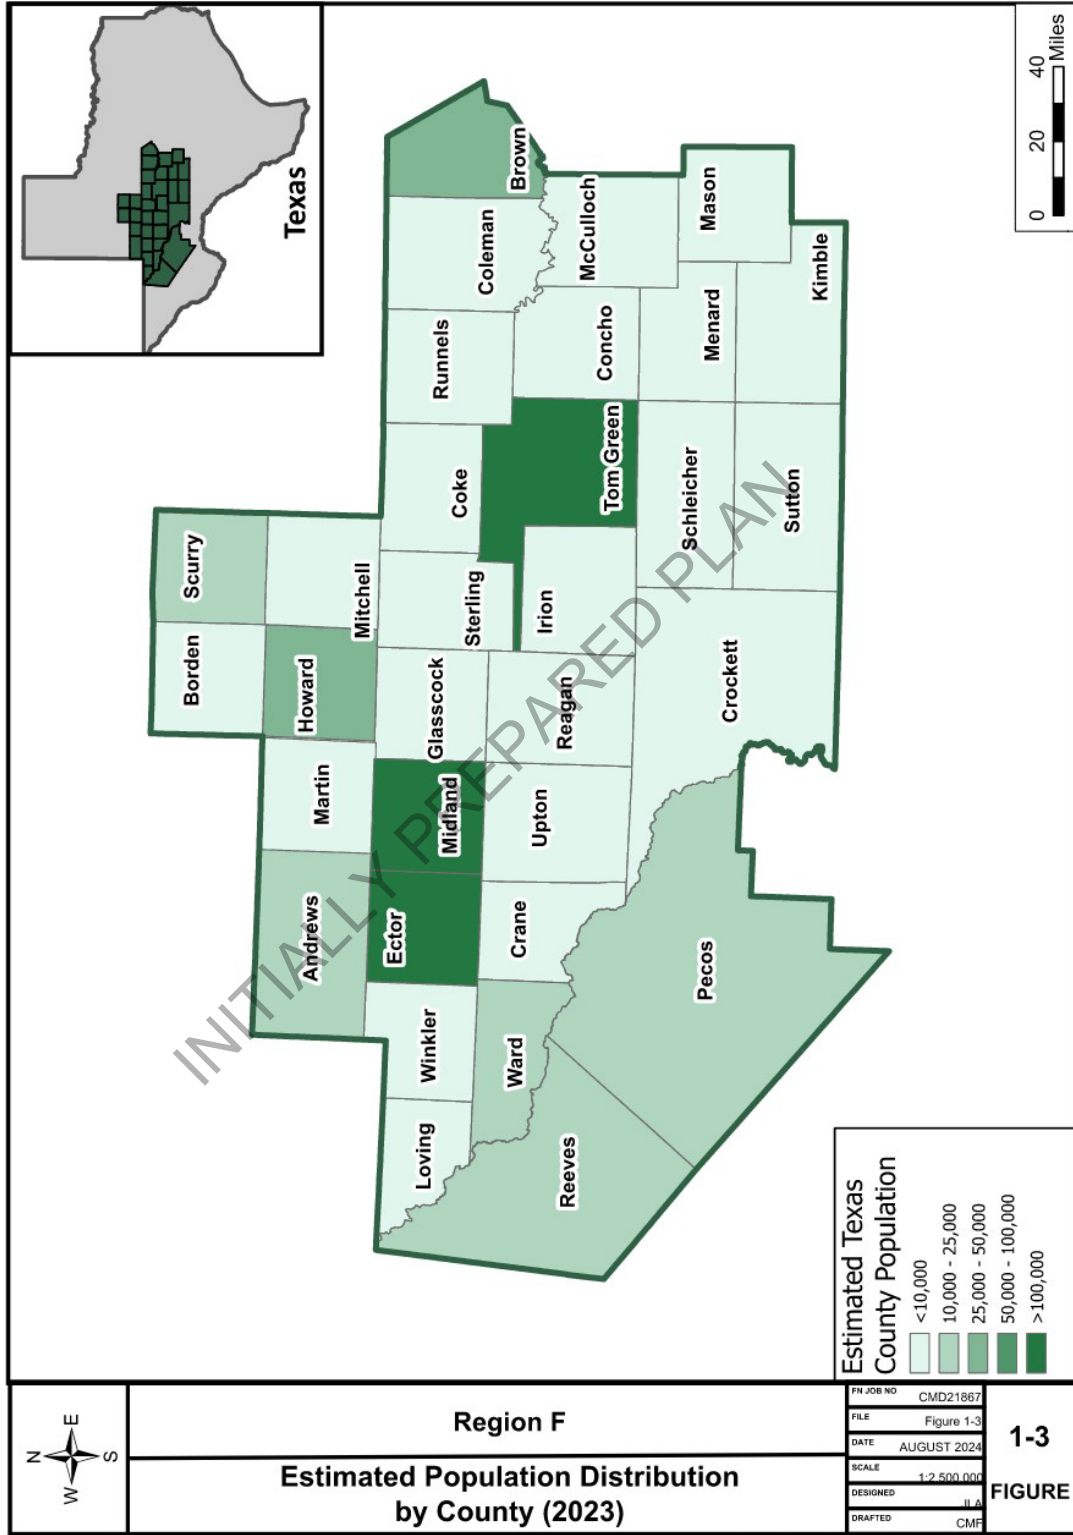 Texas
0 20 40
Miles
Scurry
Borden
Mitchell
Howard
Martin
Andrews
Brown
Coleman
Runnels
Coke
Sterling
Glasscock
Midland
Ector
Winkler
Loving
McCulloch
Concho
Tom Green
Irion
Reagan
Upton
Crane
Ward
Reeves
Mason
Menard
Schleicher
Crockett
Pecos
Kimble
Sutton
INITIALLY PREPARED PLAN
Estimated Texas
County Population
<10,000
10,000 - 25,000
25,000 - 50,000
50,000 - 100,000
>100,000
N
W E
S
Region F
Estimated Population Distribution
by County (2023)
FN JOB NO CMD21867
FILE Figure 1-3
DATE AUGUST 2024
SCALE 1:2,500,000
DESIGNED JLA
DRAFTED CMF
1-3
FIGURE